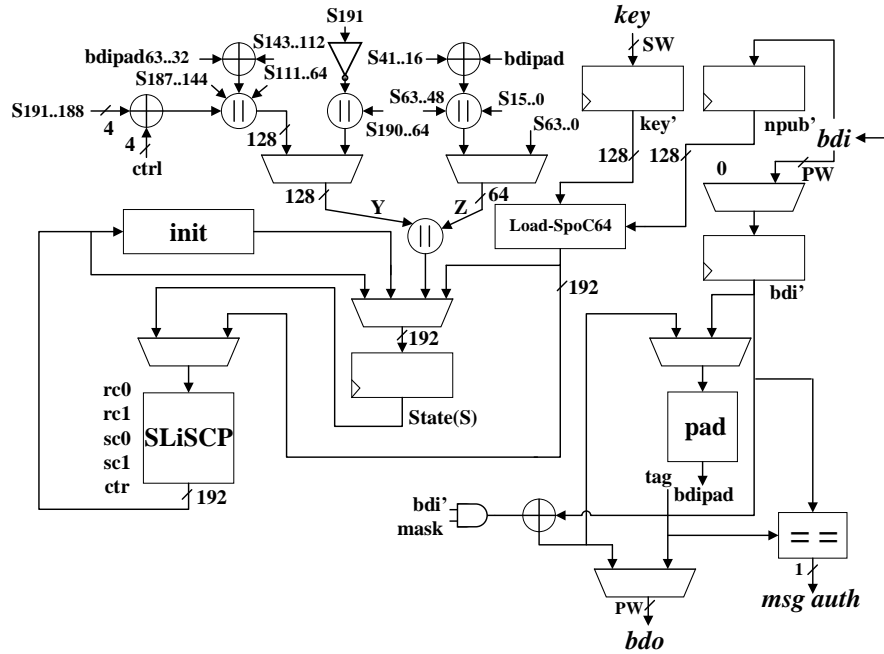 S191
key
bdipad63..32
S143..112
S41..16
bdipad
SW
S187..144
S111..64
S191..188
4
||
||
S63..48
||
S15..0
4
ctrl
128
S190..64
S63..0
key'
npub'
bdi
128
128
0
PW
128
Y
Z
64
init
||
Load-SpoC64
192
bdi'
192
State(S)
rc0
rc1
sc0
sc1
ctr
SLiSCP
192
pad
tag
bdipad
bdi'
mask
==
1
PW
msg auth
bdo